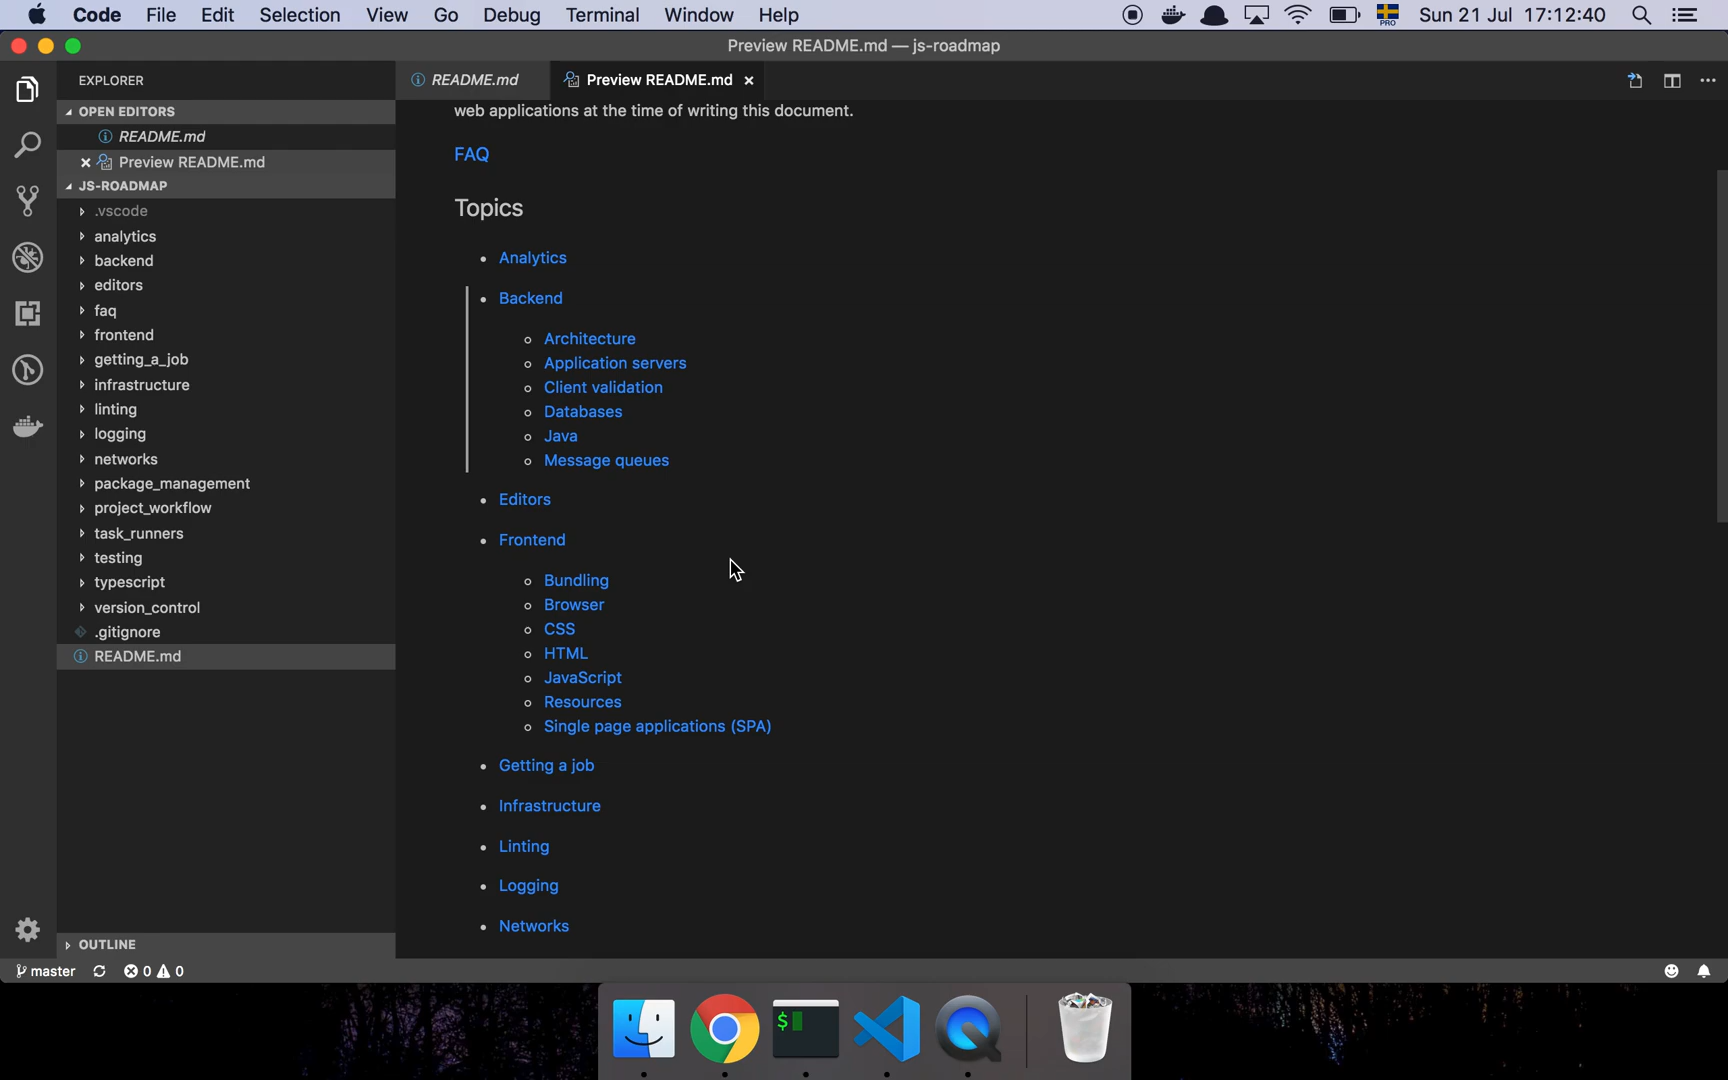 Code File Edit Selection View Go Debug Terminal Window Help PRO Sun 21 Jul 17:12:40
Preview README.md — js-roadmap
EXPLORER
README.md
Preview README.md
OPEN EDITORS
README.md
Preview README.md
JS-ROADMAP
.vscode
analytics
backend
editors
faq
frontend
getting_a_job
infrastructure
linting
logging
networks
package_management
project_workflow
task_runners
testing
typescript
version_control
.gitignore
README.md
OUTLINE
web applications at the time of writing this document.
FAQ
Topics
Analytics
Backend
Architecture
Application servers
Client validation
Databases
Java
Message queues
Editors
Frontend
Bundling
Browser
CSS
HTML
JavaScript
Resources
Single page applications (SPA)
Getting a job
Infrastructure
Linting
Logging
Networks
master 0 0
$